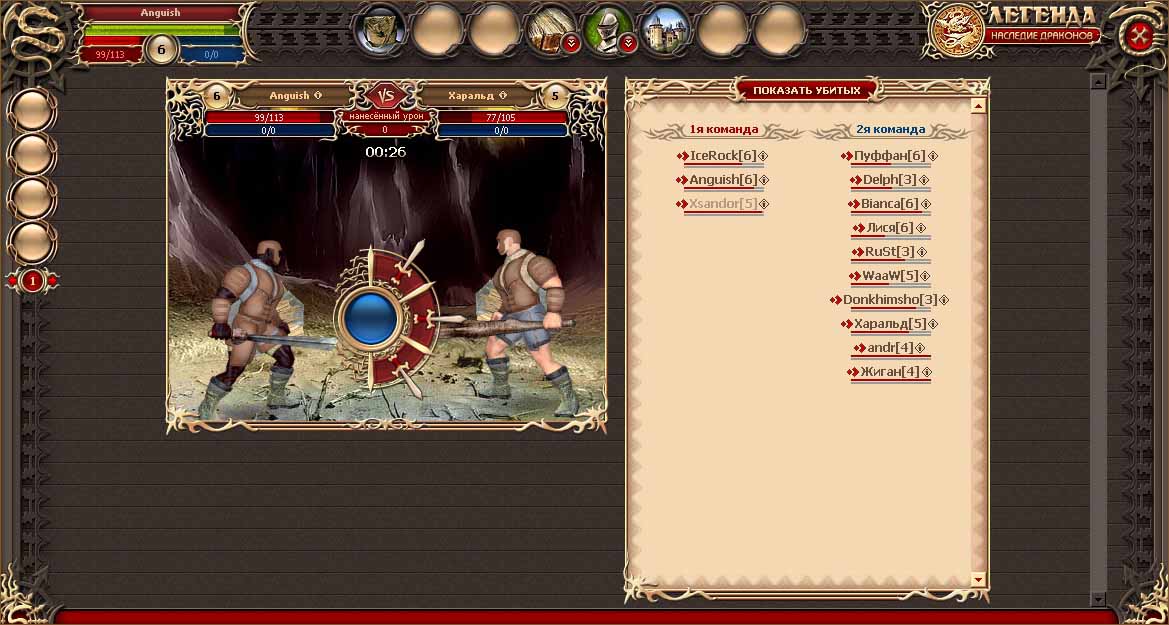 Anguish
99/113
6
0/0
ЛЕГЕНДА
НАСЛЕДИЕ ДРАКОНОВ
6
Anguish
VS
Харальд
5
99/113
нанесённый урон
77/105
0/0
0
0/0
00:26
ПОКАЗАТЬ УБИТЫХ
1я команда
2я команда
IceRock[6]
Пуффан[6]
Anguish[6]
Delph[3]
Xsandor[5]
Bianca[6]
Лися[6]
RuSt[3]
WaaW[5]
Donkhimsho[3]
Харальд[5]
andr[4]
Жиган[4]
1